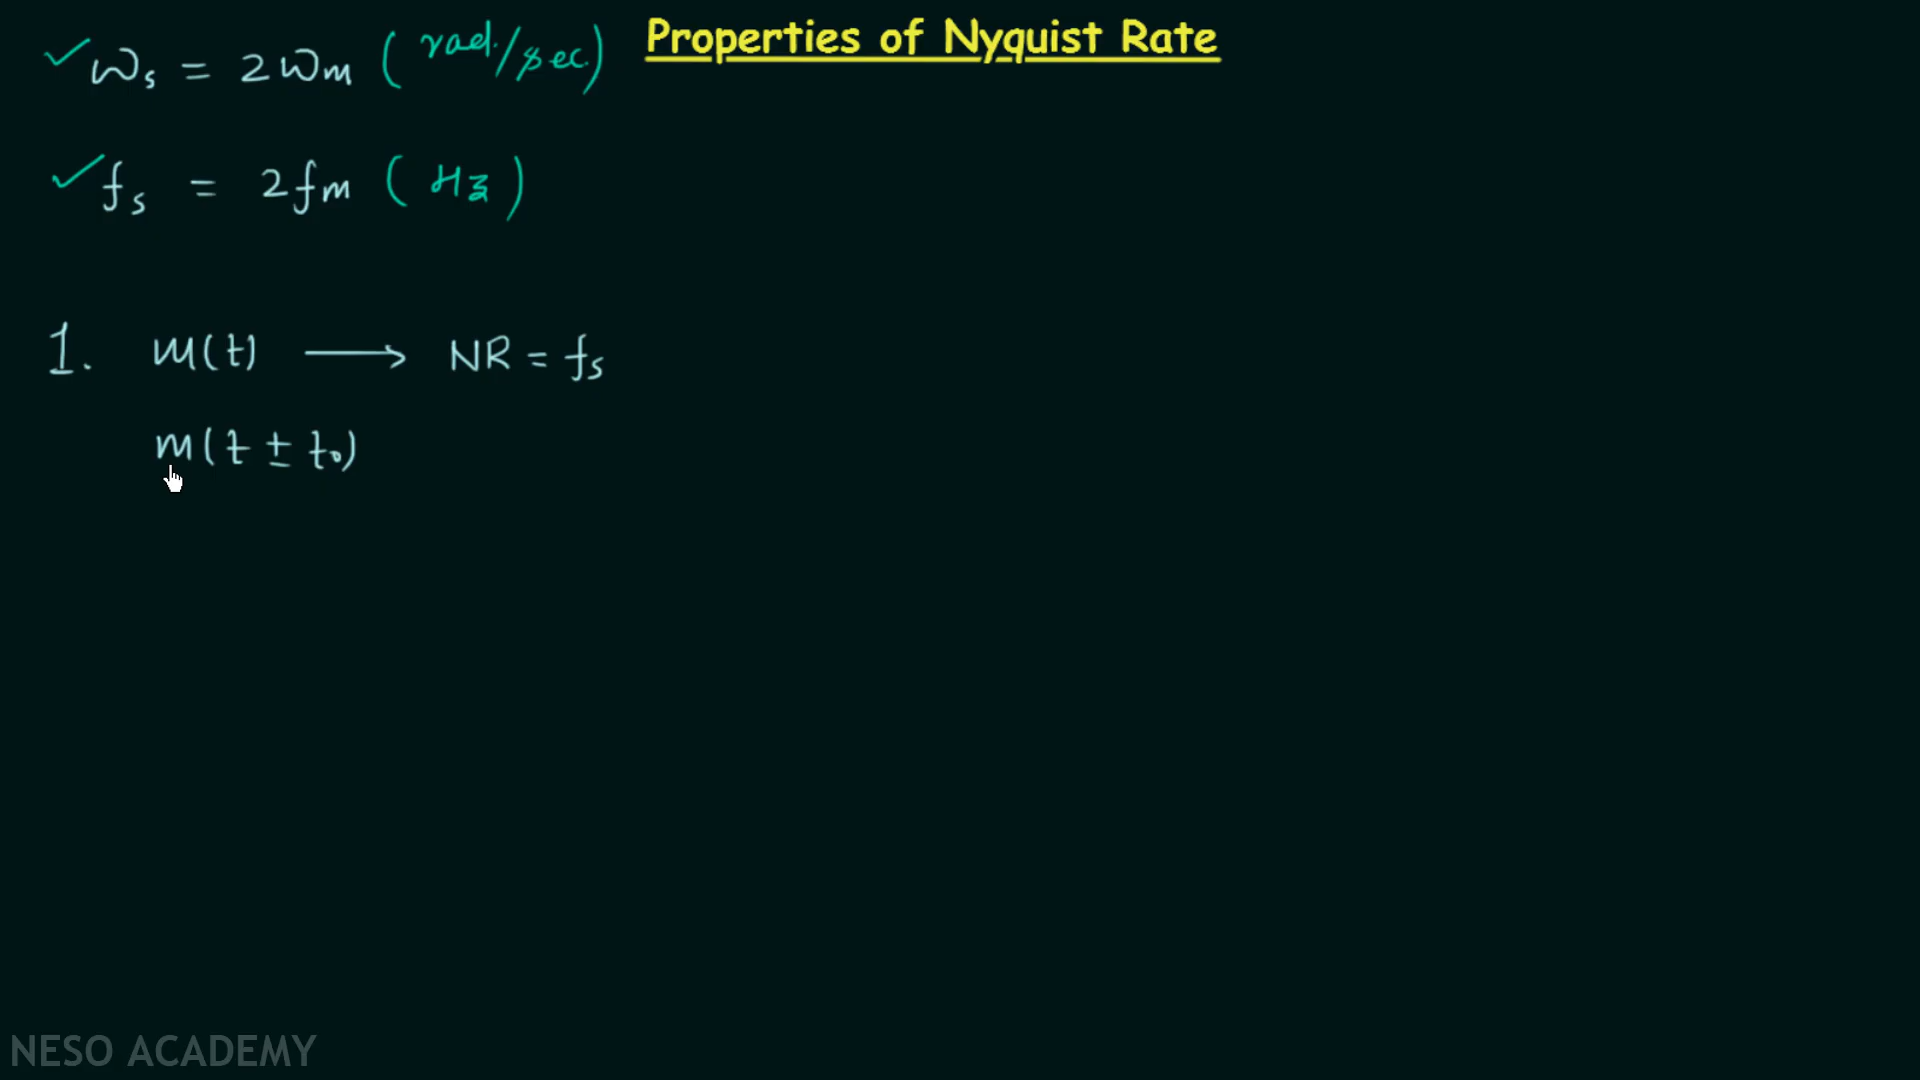 Properties of Nyquist Rate
✓ ωs = 2ωm (rad./sec.)
✓ fs = 2fm (Hz)
1. m(t) → NR = fs
m(t ± t₀)
NESO ACADEMY